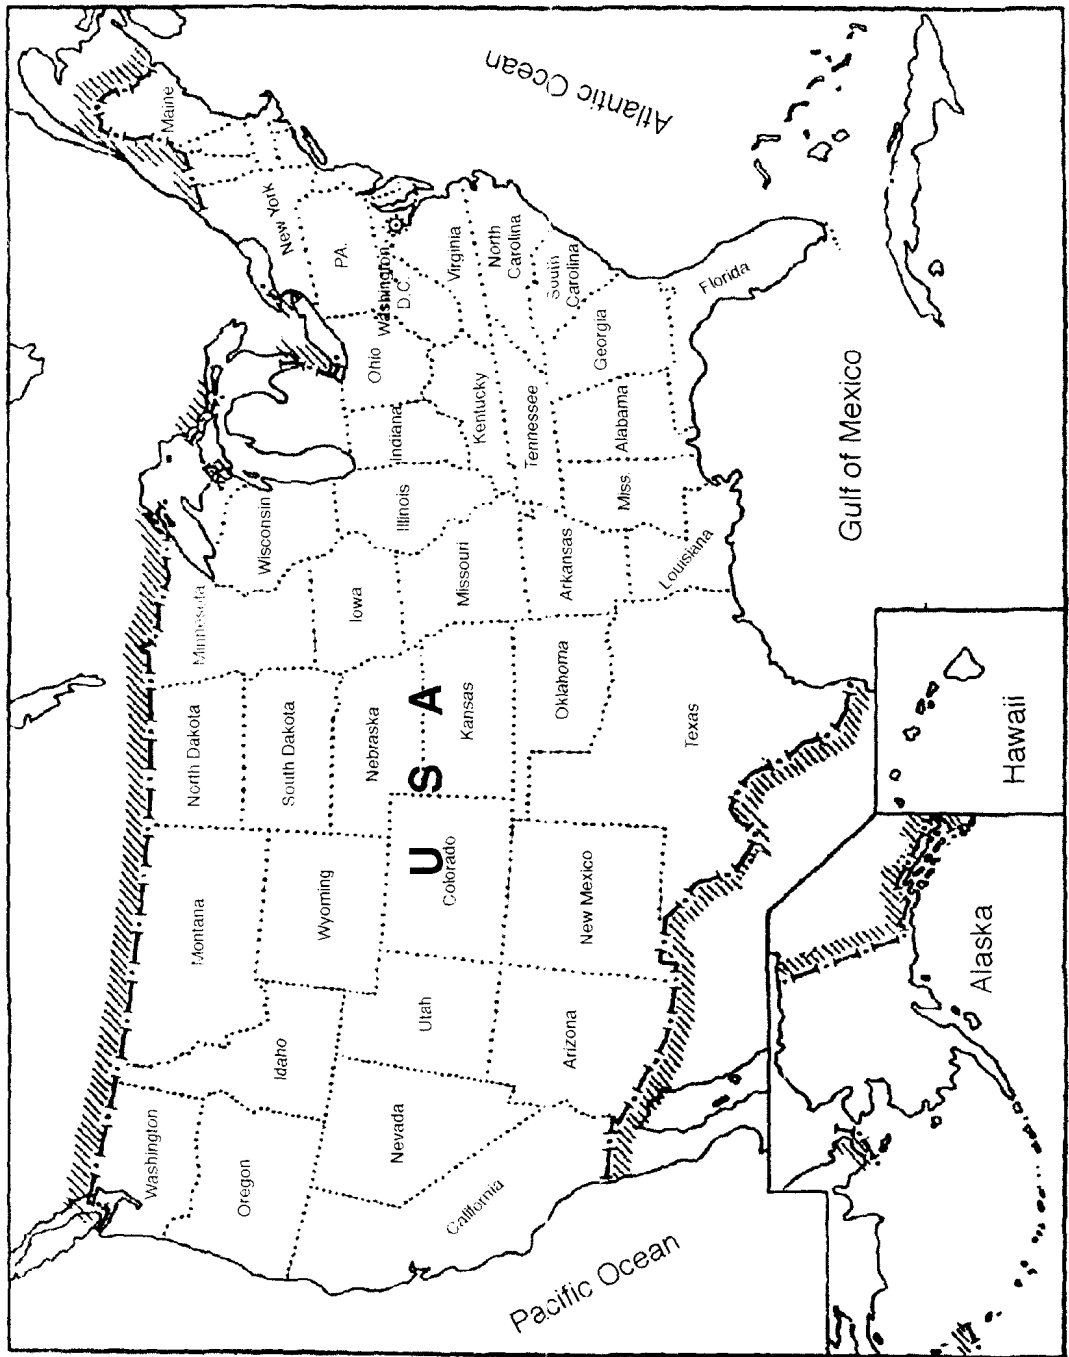 Washington
Montana
North Dakota
Minnesota
Maine
Oregon
Idaho
Wyoming
South Dakota
Wisconsin
New York
Nevada
Utah
Colorado
Nebraska
Iowa
Illinois
Indiana
Ohio
PA.
Washington
D.C.
U S A
Kansas
Missouri
Kentucky
Virginia
California
Arizona
New Mexico
Oklahoma
Arkansas
Tennessee
North
Carolina
South
Carolina
Texas
Louisiana
Miss.
Alabama
Georgia
Florida
Atlantic Ocean
Pacific Ocean
Gulf of Mexico
Alaska
Hawaii